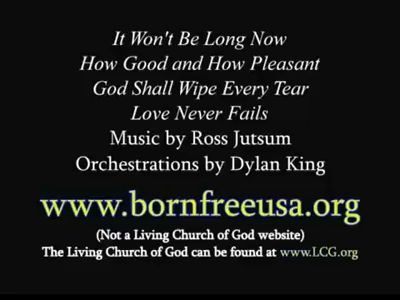 It Won't Be Long Now
How Good and How Pleasant
God Shall Wipe Every Tear
Love Never Fails
Music by Ross Jutsum
Orchestrations by Dylan King
www.bornfreeusa.org
(Not a Living Church of God website)
The Living Church of God can be found at www.LCG.org